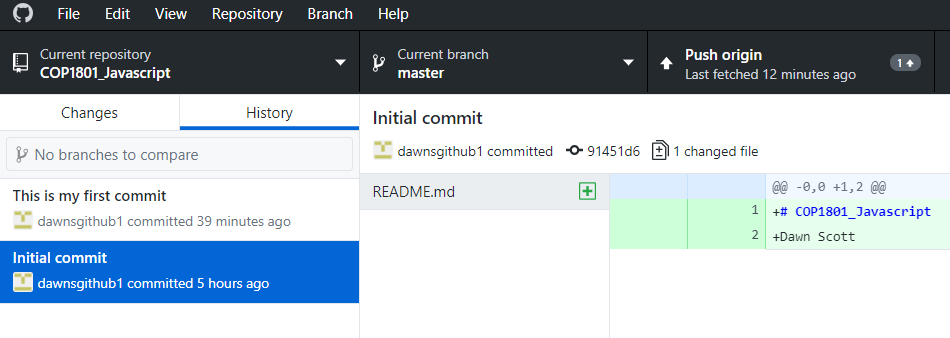 File Edit View Repository Branch Help
Current repository
COP1801_Javascript
Current branch
master
Push origin
Last fetched 12 minutes ago
1
Changes
History
No branches to compare
This is my first commit
dawnsgithub1 committed 39 minutes ago
Initial commit
dawnsgithub1 committed 5 hours ago
Initial commit
dawnsgithub1 committed 91451d6 1 changed file
README.md
@@ -0,0 +1,2 @@
1 +# COP1801_Javascript
2 +Dawn Scott